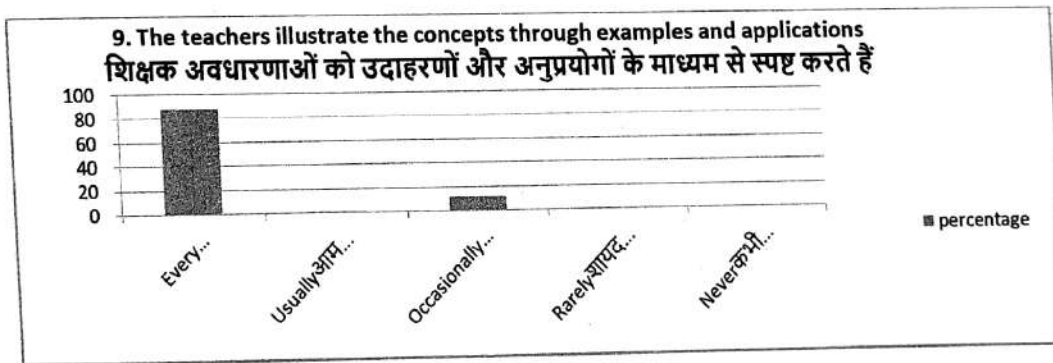 9. The teachers illustrate the concepts through examples and applications
शिक्षक अवधारणाओं को उदाहरणों और अनुप्रयोगों के माध्यम से स्पष्ट करते हैं
100
80
60
40
20
0
Every...
Usuallyआम...
Occasionally...
Rarelyशायद...
Neverकभी...
percentage